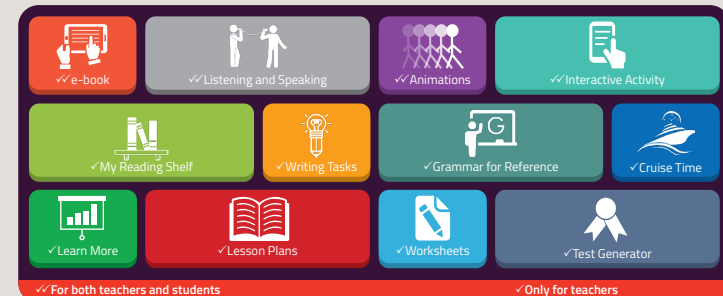 ✓✓e-book
✓✓Listening and Speaking
✓✓Animations
✓✓Interactive Activity
✓My Reading Shelf
✓Writing Tasks
G
✓Grammar for Reference
✓Cruise Time
✓Learn More
✓Lesson Plans
✓Worksheets
✓Test Generator
✓✓For both teachers and students
✓Only for teachers